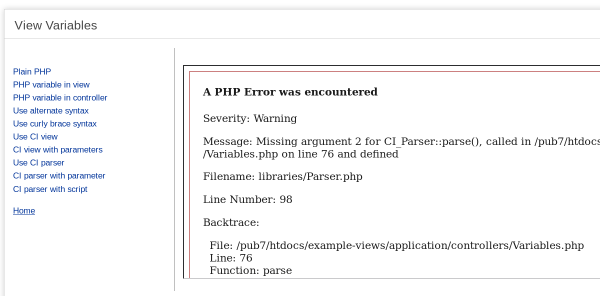 View Variables
Plain PHP
PHP variable in view
PHP variable in controller
Use alternate syntax
Use curly brace syntax
Use CI view
CI view with parameters
Use CI parser
CI parser with parameter
CI parser with script
Home
A PHP Error was encountered
Severity: Warning
Message: Missing argument 2 for CI_Parser::parse(), called in /pub7/htdocs
/Variables.php on line 76 and defined
Filename: libraries/Parser.php
Line Number: 98
Backtrace:
File: /pub7/htdocs/example-views/application/controllers/Variables.php
Line: 76
Function: parse